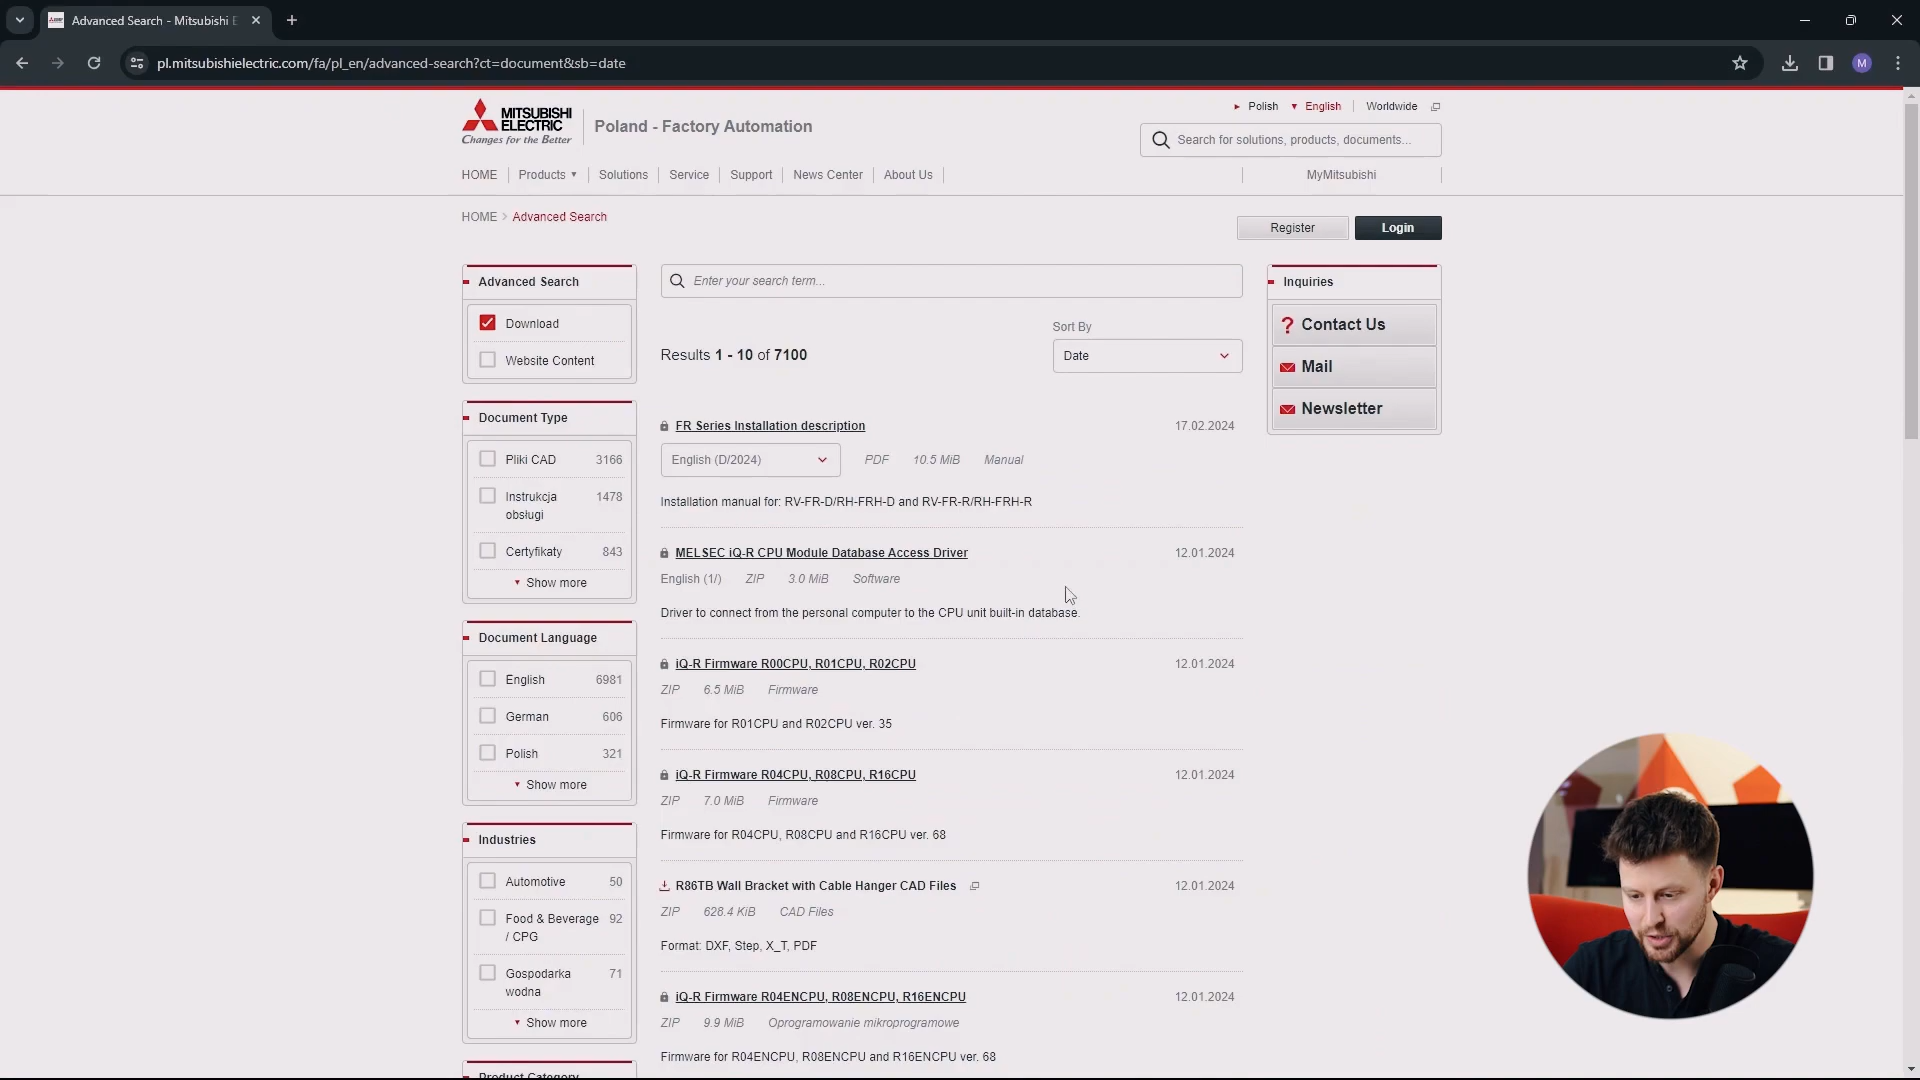 Advanced Search - Mitsubishi E
pl.mitsubishielectric.com/fa/pl_en/advanced-search?ct=document&sb=date
M
Polish
English
Worldwide
MITSUBISHI
ELECTRIC
Changes for the Better
Poland - Factory Automation
Search for solutions, products, documents...
HOME
Products
Solutions
Service
Support
News Center
About Us
MyMitsubishi
HOME > Advanced Search
Register
Login
Advanced Search
Download
Website Content
Document Type
Pliki CAD 3166
Instrukcja 1478
obsługi
Certyfikaty 843
Show more
Document Language
English 6981
German 606
Polish 321
Show more
Industries
Automotive 50
Food & Beverage 92
/ CPG
Gospodarka 71
wodna
Show more
Product Category
Enter your search term...
Sort By
Results 1 - 10 of 7100
Date
FR Series Installation description 17.02.2024
English (D/2024) PDF 10.5 MiB Manual
Installation manual for: RV-FR-D/RH-FRH-D and RV-FR-R/RH-FRH-R
MELSEC iQ-R CPU Module Database Access Driver 12.01.2024
English (1/) ZIP 3.0 MiB Software
Driver to connect from the personal computer to the CPU unit built-in database.
iQ-R Firmware R00CPU, R01CPU, R02CPU 12.01.2024
ZIP 6.5 MiB Firmware
Firmware for R01CPU and R02CPU ver. 35
iQ-R Firmware R04CPU, R08CPU, R16CPU 12.01.2024
ZIP 7.0 MiB Firmware
Firmware for R04CPU, R08CPU and R16CPU ver. 68
R86TB Wall Bracket with Cable Hanger CAD Files 12.01.2024
ZIP 628.4 KiB CAD Files
Format: DXF, Step, X_T, PDF
iQ-R Firmware R04ENCPU, R08ENCPU, R16ENCPU 12.01.2024
ZIP 9.9 MiB Oprogramowanie mikroprogramowe
Firmware for R04ENCPU, R08ENCPU and R16ENCPU ver. 68
Inquiries
? Contact Us
Mail
Newsletter